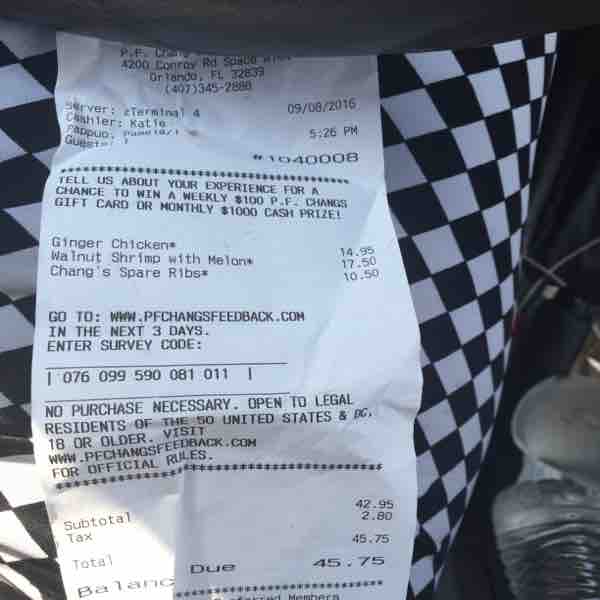 P.F. Chang
4200 Conroy Rd Space
Orlando, FL 32839
(407)345-2888
Server: zTerminal 4 09/08/2016
Cashier: Katie
5:26 PM
Guests: 1
#1040008
TELL US ABOUT YOUR EXPERIENCE FOR A
CHANCE TO WIN A WEEKLY $100 P.F. CHANGS
GIFT CARD OR MONTHLY $1000 CASH PRIZE!
Ginger Chicken* 14.95
Walnut Shrimp with Melon* 17.50
Chang's Spare Ribs* 10.50
GO TO: WWW.PFCHANGSFEEDBACK.COM
IN THE NEXT 3 DAYS.
ENTER SURVEY CODE:
| 076 099 590 081 011 |
NO PURCHASE NECESSARY. OPEN TO LEGAL
RESIDENTS OF THE 50 UNITED STATES & DC,
18 OR OLDER. VISIT
WWW.PFCHANGSFEEDBACK.COM
FOR OFFICIAL RULES.
Subtotal 42.95
Tax 2.80
Total 45.75
Balanc Due 45.75
Members